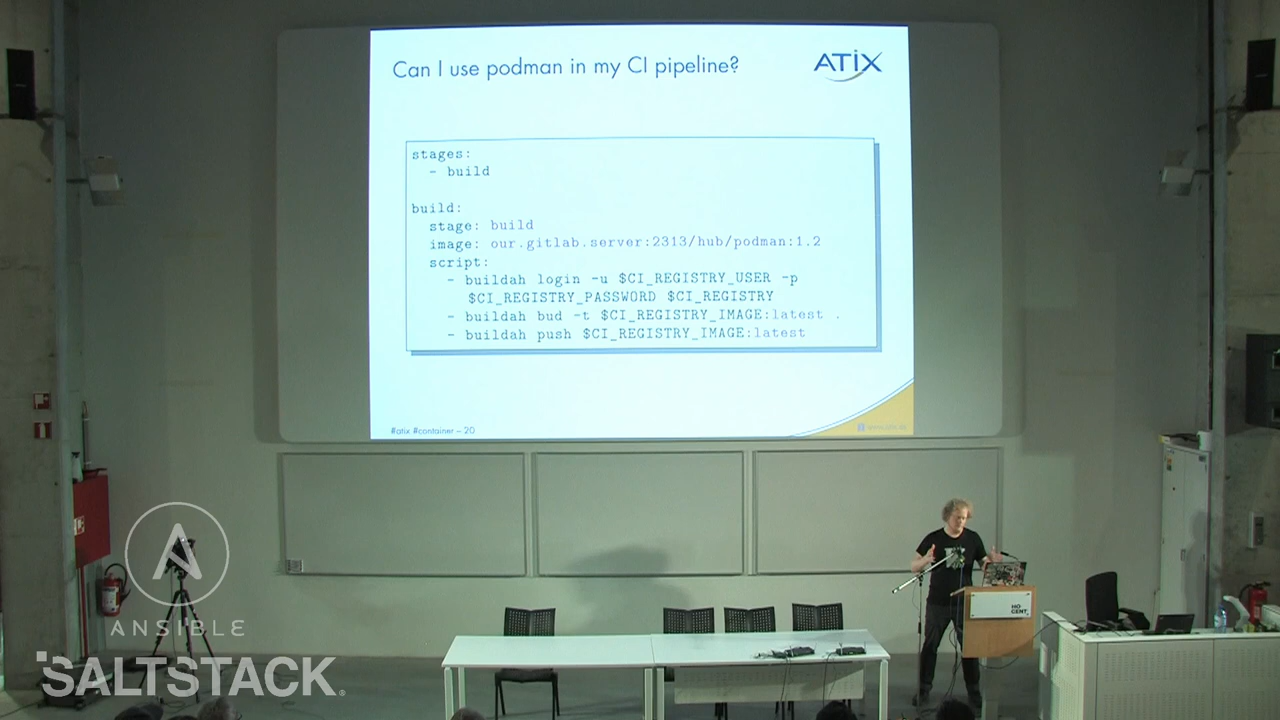 Can I use podman in my CI pipeline?
ATIX
stages:
- build
build:
stage: build
image: our.gitlab.server:2313/hub/podman:1.2
script:
- buildah login -u $CI_REGISTRY_USER -p
$CI_REGISTRY_PASSWORD $CI_REGISTRY
- buildah bud -t $CI_REGISTRY_IMAGE:latest .
- buildah push $CI_REGISTRY_IMAGE:latest
#atix #container – 20
HO
GENT
ANSIBLE
SALTSTACK.